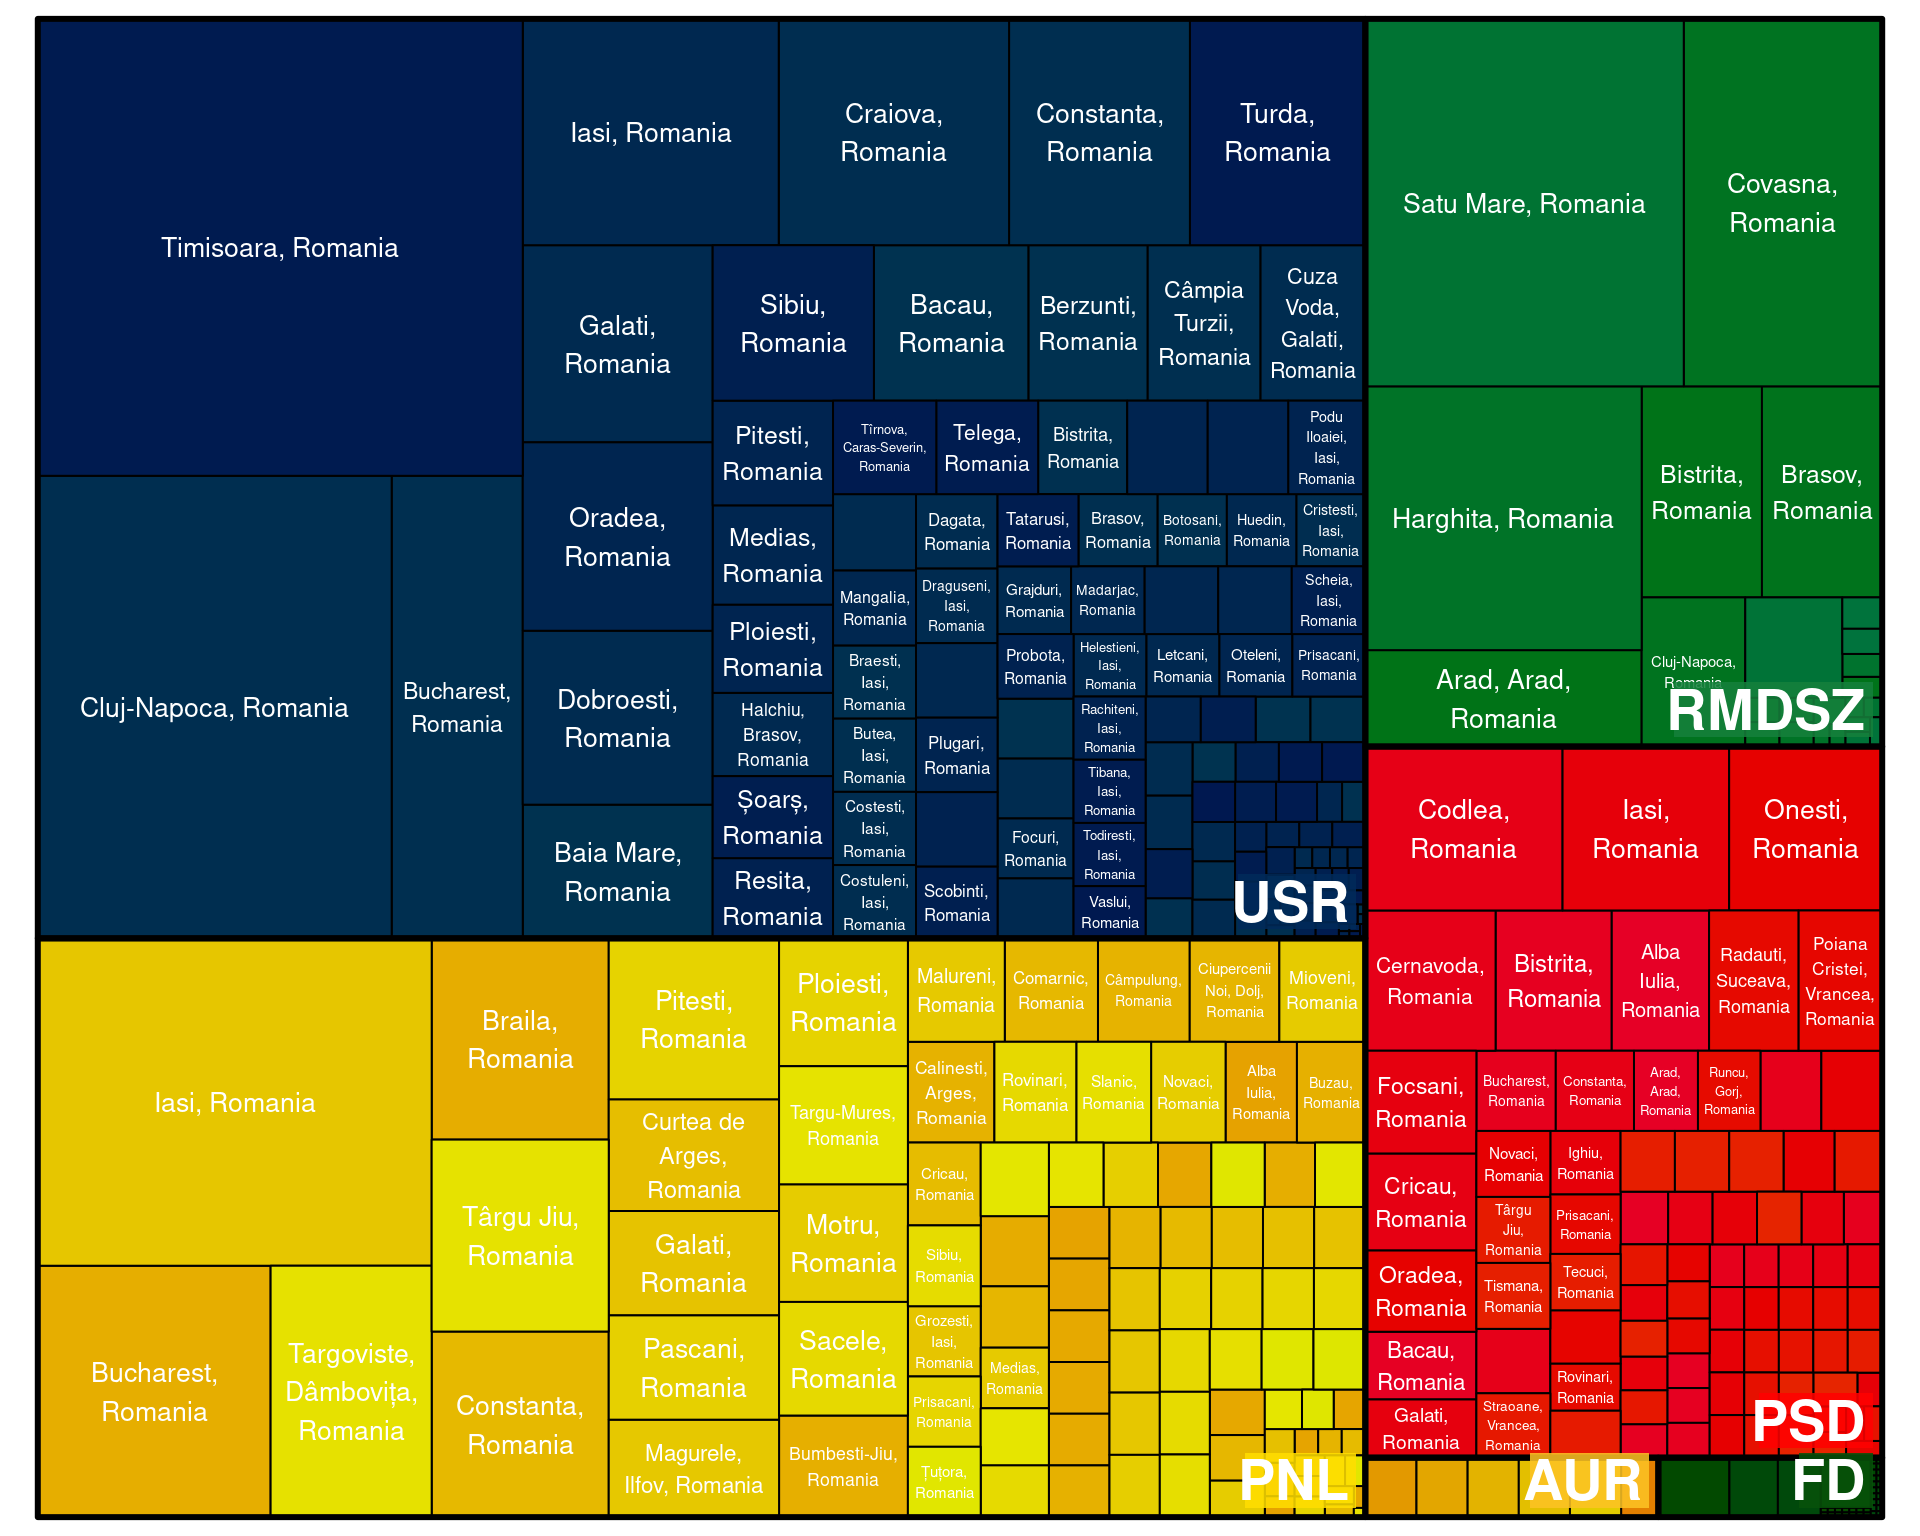 Timisoara, Romania
Cluj-Napoca, Romania
Bucharest,
Romania
Iasi, Romania
Craiova,
Romania
Constanta,
Romania
Turda,
Romania
Galati,
Romania
Oradea,
Romania
Dobroesti,
Romania
Baia Mare,
Romania
Sibiu,
Romania
Bacau,
Romania
Berzunti,
Romania
Câmpia
Turzii,
Romania
Cuza
Voda,
Galati,
Romania
Pitesti,
Romania
Medias,
Romania
Ploiesti,
Romania
Halchiu,
Brasov,
Romania
Șoarș,
Romania
Resita,
Romania
Tîrnova,
Caras-Severin,
Romania
Telega,
Romania
Bistrita,
Romania
Podu
Iloaiei,
Iasi,
Romania
Mangalia,
Romania
Braesti,
Iasi,
Romania
Butea,
Iasi,
Romania
Costesti,
Iasi,
Romania
Costuleni,
Iasi,
Romania
Dagata,
Romania
Draguseni,
Iasi,
Romania
Plugari,
Romania
Scobinti,
Romania
Tatarusi,
Romania
Brasov,
Romania
Botosani,
Romania
Huedin,
Romania
Cristesti,
Iasi,
Romania
Grajduri,
Romania
Madarjac,
Romania
Scheia,
Iasi,
Romania
Probota,
Romania
Helestieni,
Iasi,
Romania
Letcani,
Romania
Oteleni,
Romania
Prisacani,
Romania
Focuri,
Romania
Rachiteni,
Iasi,
Romania
Tibana,
Iasi,
Romania
Todiresti,
Iasi,
Romania
Vaslui,
Romania
USR
Satu Mare, Romania
Covasna,
Romania
Harghita, Romania
Arad, Arad,
Romania
Bistrita,
Romania
Brasov,
Romania
Cluj-Napoca,
Romania
RMDSZ
Iasi, Romania
Bucharest,
Romania
Targoviste,
Dâmbovița,
Romania
Braila,
Romania
Târgu Jiu,
Romania
Constanta,
Romania
Pitesti,
Romania
Curtea de
Arges,
Romania
Galati,
Romania
Pascani,
Romania
Magurele,
Ilfov, Romania
Ploiesti,
Romania
Targu-Mures,
Romania
Motru,
Romania
Sacele,
Romania
Bumbesti-Jiu,
Romania
Malureni,
Romania
Comarnic,
Romania
Câmpulung,
Romania
Ciupercenii
Noi, Dolj,
Romania
Mioveni,
Romania
Calinesti,
Arges,
Romania
Rovinari,
Romania
Slanic,
Romania
Novaci,
Romania
Alba
Iulia,
Romania
Buzau,
Romania
Cricau,
Romania
Sibiu,
Romania
Grozesti,
Iasi,
Romania
Prisacani,
Romania
Țuțora,
Romania
Medias,
Romania
PNL
Codlea,
Romania
Iasi,
Romania
Onesti,
Romania
Cernavoda,
Romania
Bistrita,
Romania
Alba
Iulia,
Romania
Radauti,
Suceava,
Romania
Poiana
Cristei,
Vrancea,
Romania
Focsani,
Romania
Cricau,
Romania
Oradea,
Romania
Bacau,
Romania
Galati,
Romania
Bucharest,
Romania
Constanta,
Romania
Arad,
Arad,
Romania
Runcu,
Gorj,
Romania
Novaci,
Romania
Târgu
Jiu,
Romania
Tismana,
Romania
Straoane,
Vrancea,
Romania
Ighiu,
Romania
Prisacani,
Romania
Tecuci,
Romania
Rovinari,
Romania
PSD
AUR
FD